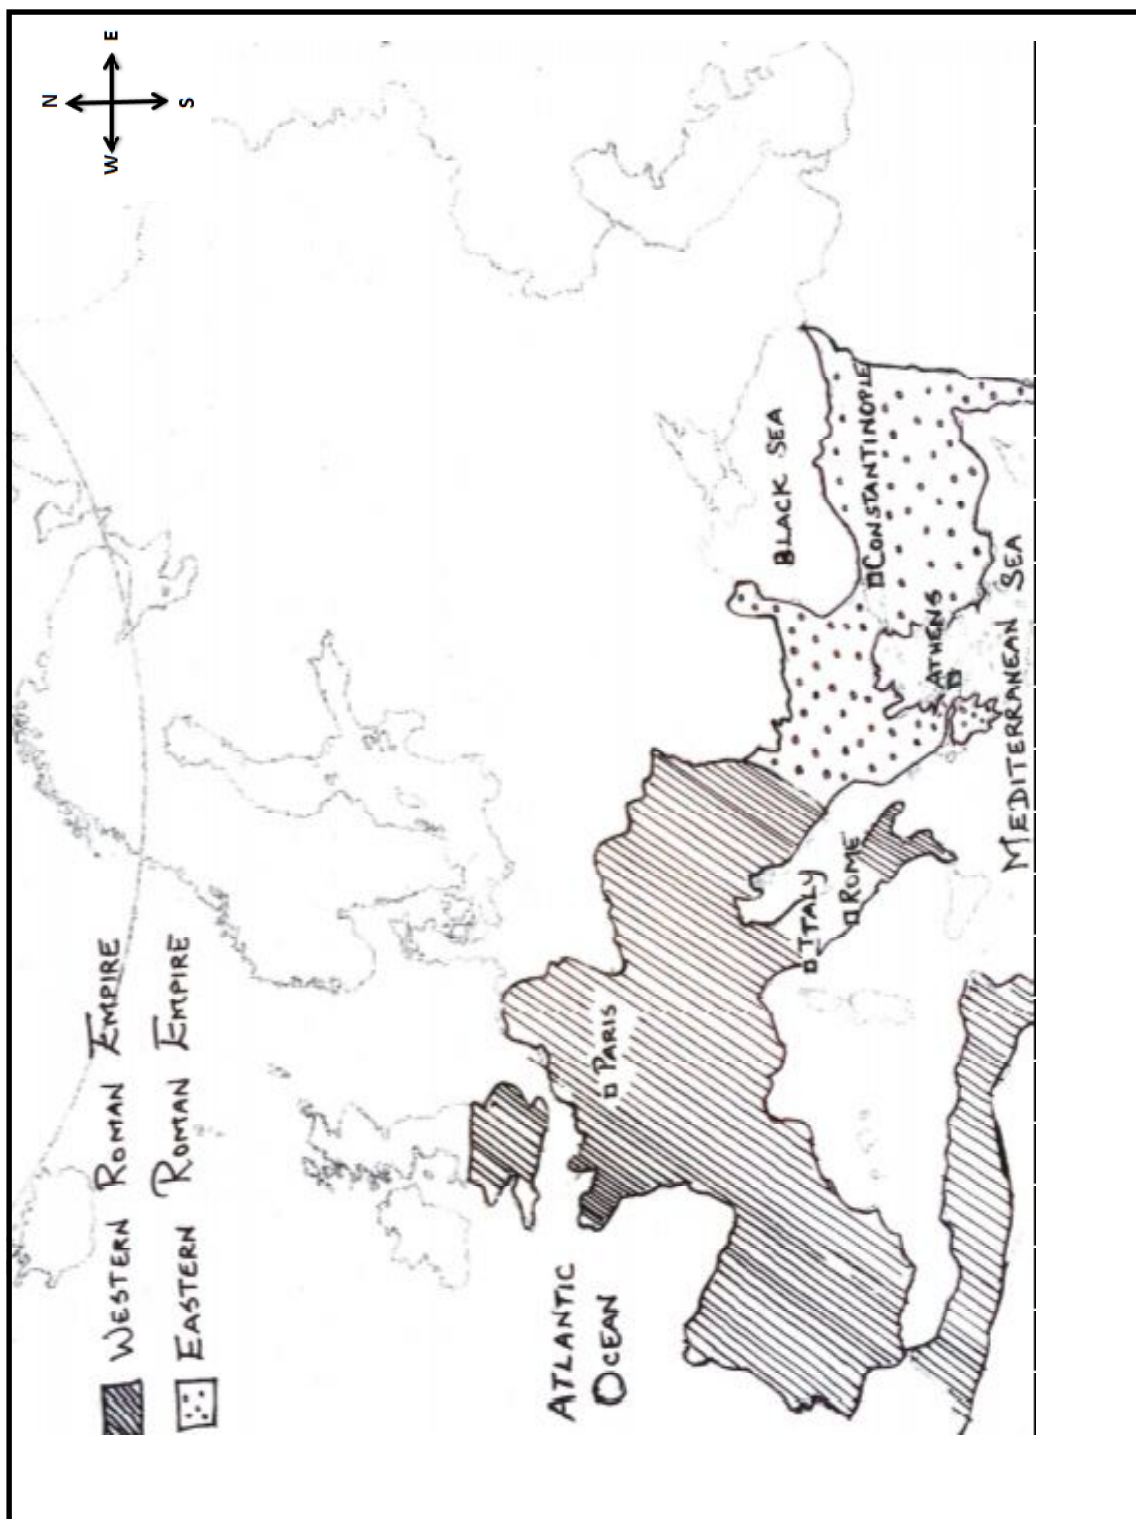 N
W E
S
WESTERN ROMAN EMPIRE
EASTERN ROMAN EMPIRE
ATLANTIC
OCEAN
PARIS
BLACK SEA
ITALY
ROME
CONSTANTINOPLE
ATHENS
MEDITERRANEAN SEA